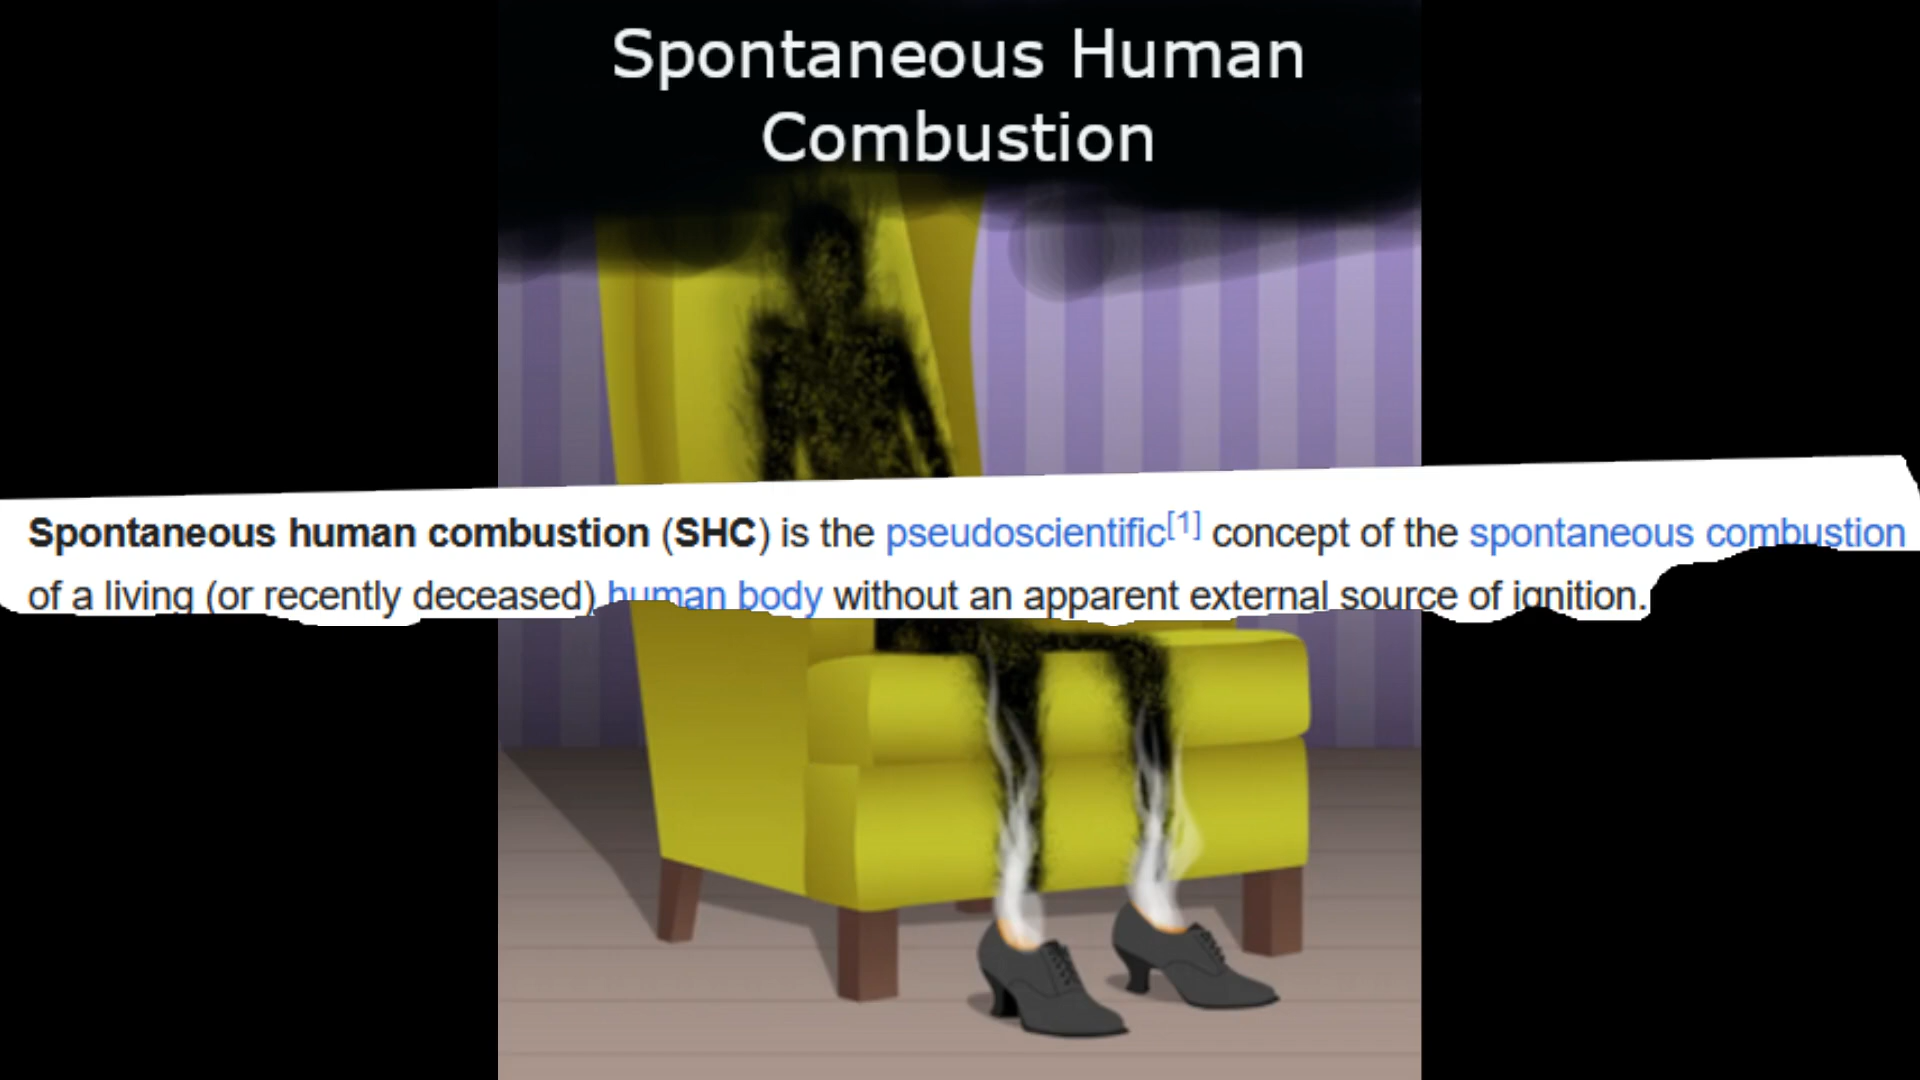 Spontaneous Human
Combustion
Spontaneous human combustion (SHC) is the pseudoscientific[1] concept of the spontaneous combustion
of a living (or recently deceased) human body without an apparent external source of ignition.